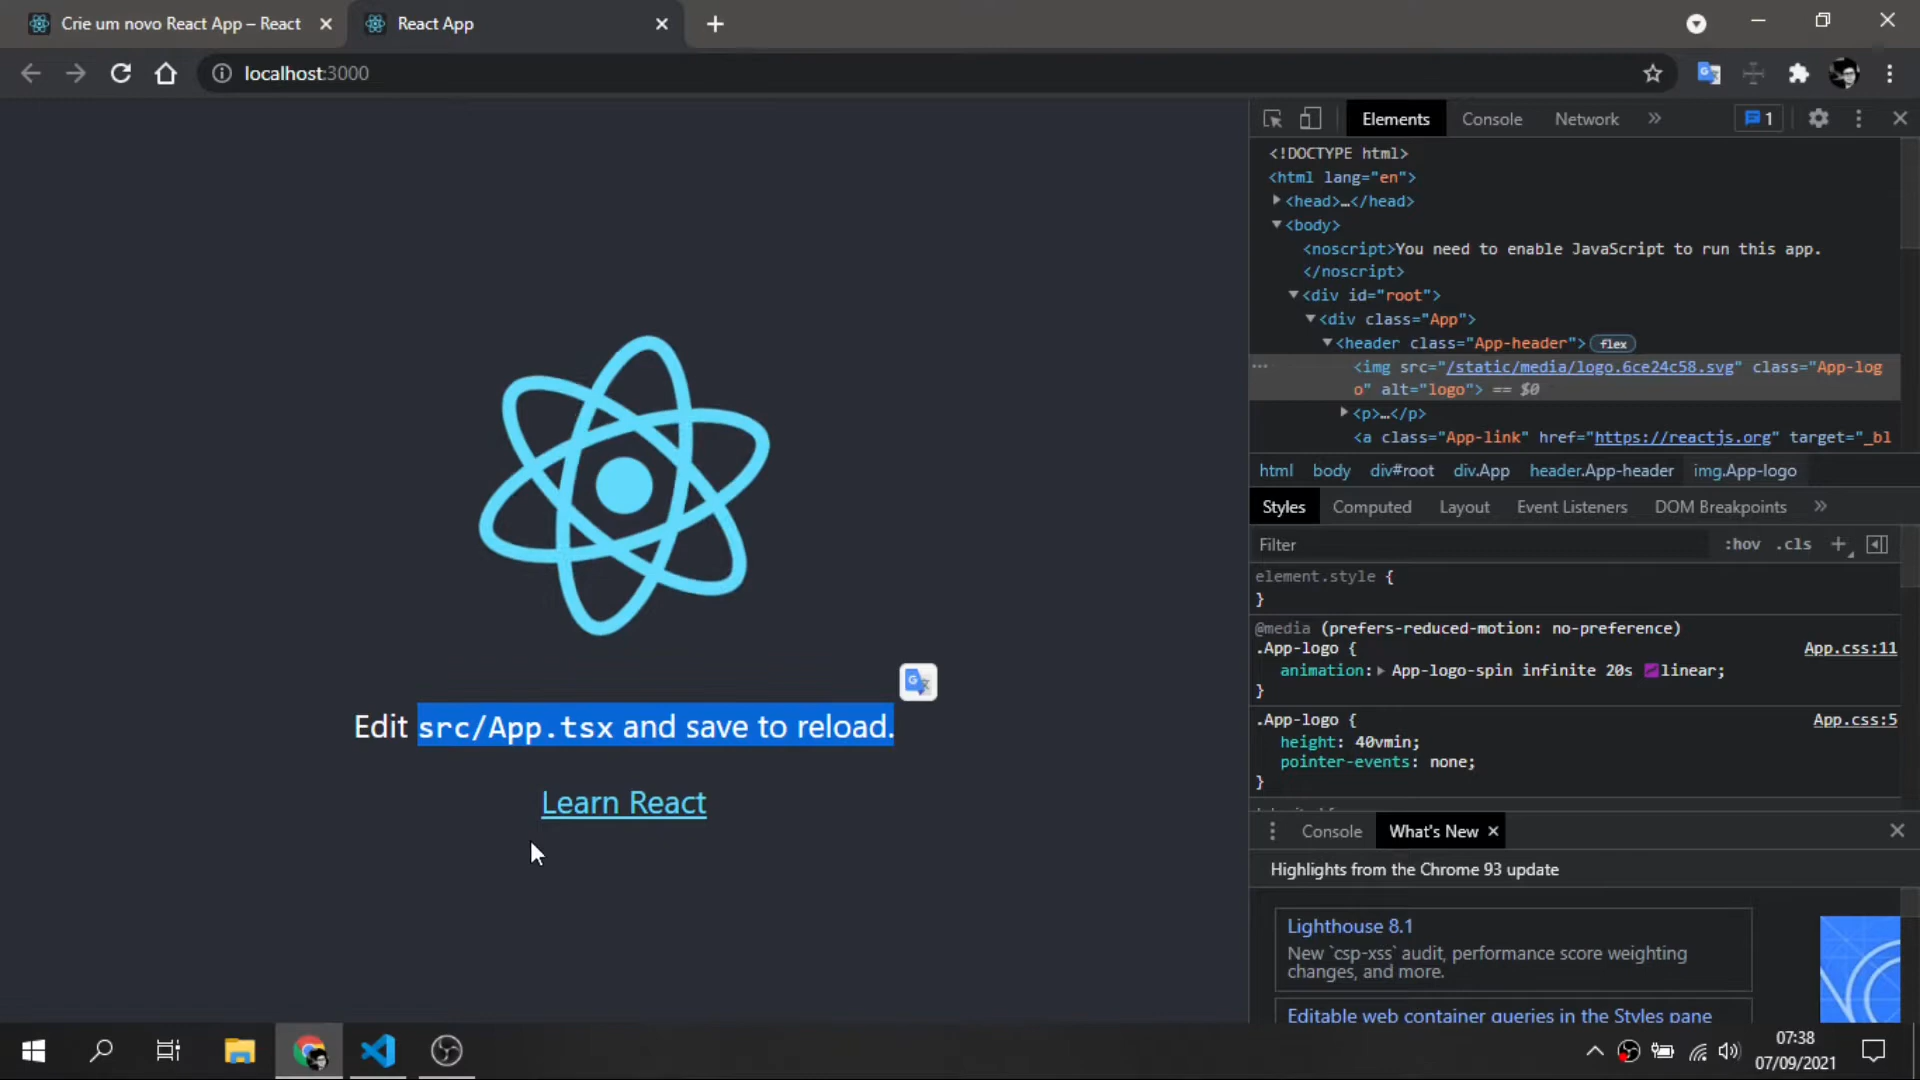 Crie um novo React App – React
React App
localhost:3000
Edit src/App.tsx and save to reload.
Learn React
Elements Console Network 1
<!DOCTYPE html>
<html lang="en">
<head>…</head>
<body>
<noscript>You need to enable JavaScript to run this app.
</noscript>
<div id="root">
<div class="App">
<header class="App-header"> flex
<img src="/static/media/logo.6ce24c58.svg" class="App-log
o" alt="logo"> == $0
<p>…</p>
<a class="App-link" href="https://reactjs.org" target="_bl
html body div#root div.App header.App-header img.App-logo
Styles Computed Layout Event Listeners DOM Breakpoints
Filter :hov .cls
element.style {
}
@media (prefers-reduced-motion: no-preference)
.App-logo { App.css:11
animation: App-logo-spin infinite 20s linear;
}
.App-logo { App.css:5
height: 40vmin;
pointer-events: none;
}
Console What's New
Highlights from the Chrome 93 update
Lighthouse 8.1
New `csp-xss` audit, performance score weighting
changes, and more.
Editable web container queries in the Styles pane
07:38
07/09/2021